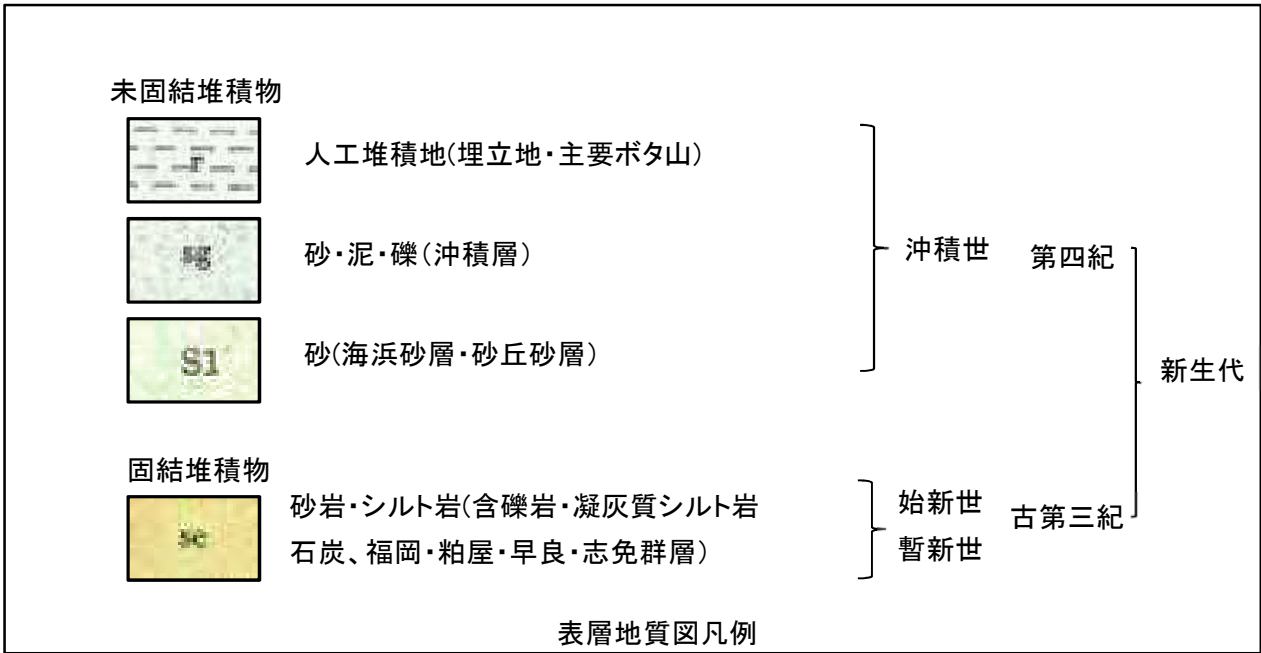 未固結堆積物
r
人工堆積地(埋立地・主要ボタ山)
sg
砂・泥・礫(沖積層)
沖積世
第四紀
S1
砂(海浜砂層・砂丘砂層)
新生代
固結堆積物
sc
砂岩・シルト岩(含礫岩・凝灰質シルト岩
石炭、福岡・粕屋・早良・志免群層)
始新世
暫新世
古第三紀
表層地質図凡例